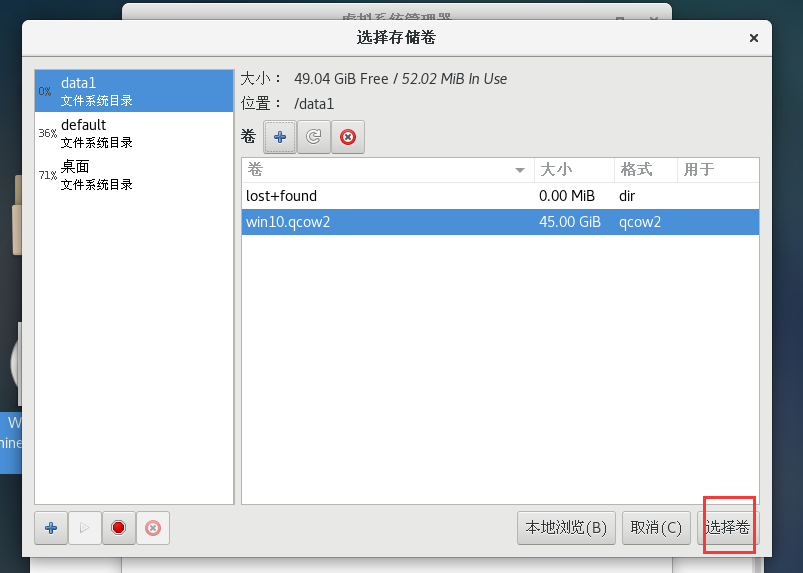 虚拟系统管理器
选择存储卷
data1
0%
文件系统目录
default
36%
文件系统目录
桌面
71%
文件系统目录
大小： 49.04 GiB Free / 52.02 MiB In Use
位置： /data1
卷
卷 大小 格式 用于
lost+found 0.00 MiB dir
win10.qcow2 45.00 GiB qcow2
本地浏览(B) 取消(C) 选择卷